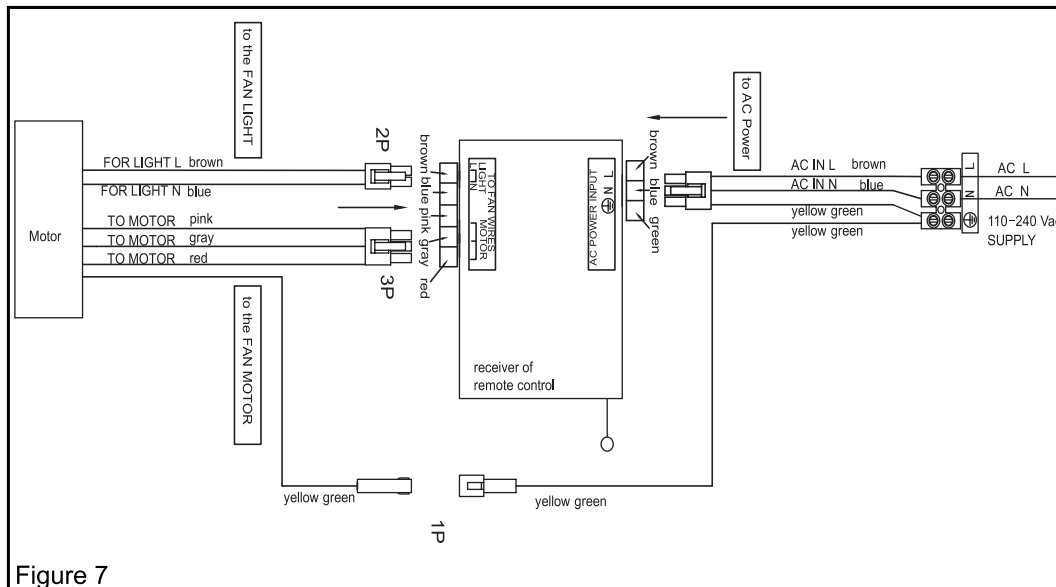 to the FAN LIGHT
to AC Power
Motor
FOR LIGHT L brown
FOR LIGHT N blue
TO MOTOR pink
TO MOTOR gray
TO MOTOR red
2P
3P
brown blue pink gray red
TO FAN WIRES
LIGHT MOTOR
L N
AC POWER INPUT
L
N
brown blue green
AC IN L brown
AC IN N blue
yellow green
yellow green
L
N
AC L
AC N
110-240 Vac
SUPPLY
to the FAN MOTOR
receiver of
remote control
yellow green
yellow green
1P
Figure 7